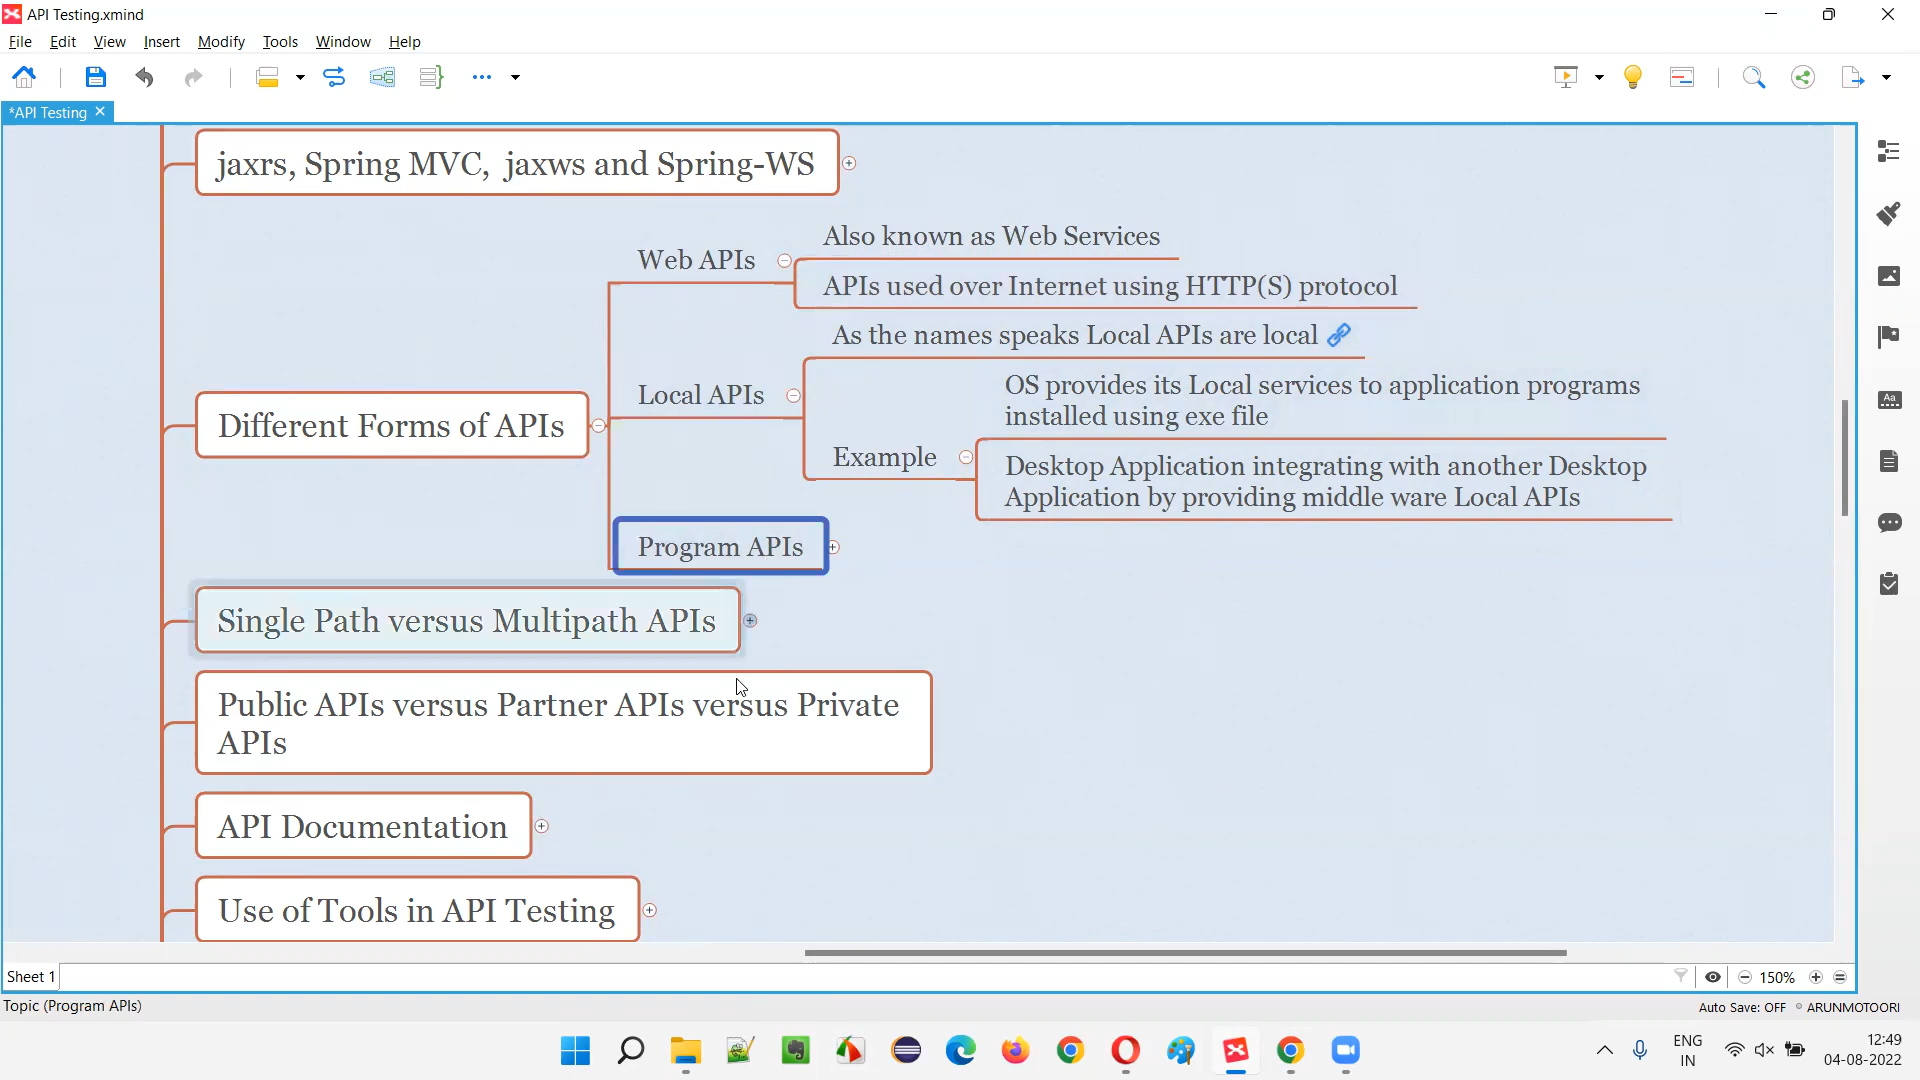 API Testing.xmind
File Edit View Insert Modify Tools Window Help
*API Testing
jaxrs, Spring MVC, jaxws and Spring-WS
Also known as Web Services
Web APIs
APIs used over Internet using HTTP(S) protocol
As the names speaks Local APIs are local
Local APIs
OS provides its Local services to application programs
installed using exe file
Different Forms of APIs
Example
Desktop Application integrating with another Desktop
Application by providing middle ware Local APIs
Program APIs
Single Path versus Multipath APIs
Public APIs versus Partner APIs versus Private
APIs
API Documentation
Use of Tools in API Testing
Sheet 1
150%
Topic (Program APIs)
Auto Save: OFF
ARUNMOTOORI
ENG
IN
12:49
04-08-2022